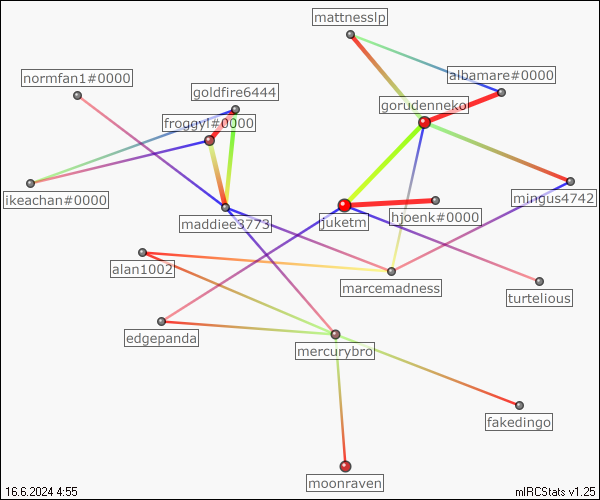 mattnesslp
normfan1#0000
albamare#0000
goldfire6444
gorudenneko
froggyl#0000
ikeachan#0000
mingus4742
maddiee3773
juketm
hjoenk#0000
alan1002
marcemadness
turtelious
edgepanda
mercurybro
fakedingo
moonraven
16.6.2024 4:55
mIRCStats v1.25